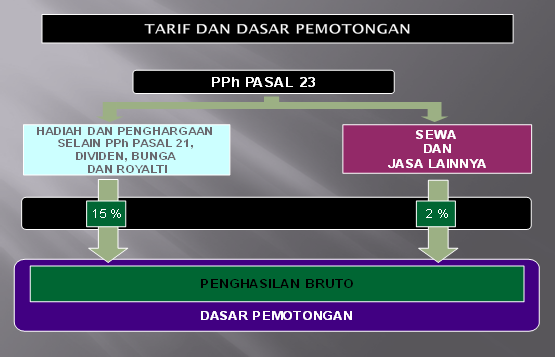 TARIF DAN DASAR PEMOTONGAN
PPh PASAL 23
HADIAH DAN PENGHARGAAN
SELAIN PPh PASAL 21,
DIVIDEN, BUNGA
DAN ROYALTI
SEWA
DAN
JASA LAINNYA
15 %
2 %
PENGHASILAN BRUTO
DASAR PEMOTONGAN